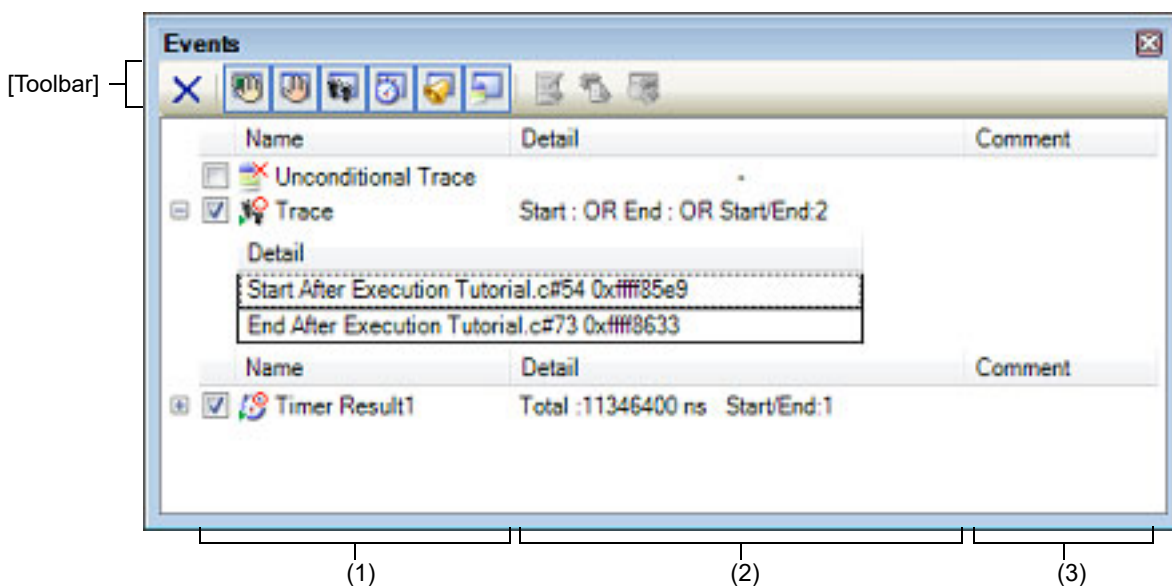 Events
[Toolbar]
Name Detail Comment
Unconditional Trace -
Trace Start : OR End : OR Start/End:2
Detail
Start After Execution Tutorial.c#54 0xffff85e9
End After Execution Tutorial.c#73 0xffff8633
Name Detail Comment
Timer Result1 Total :11346400 ns Start/End:1
(1) (2) (3)